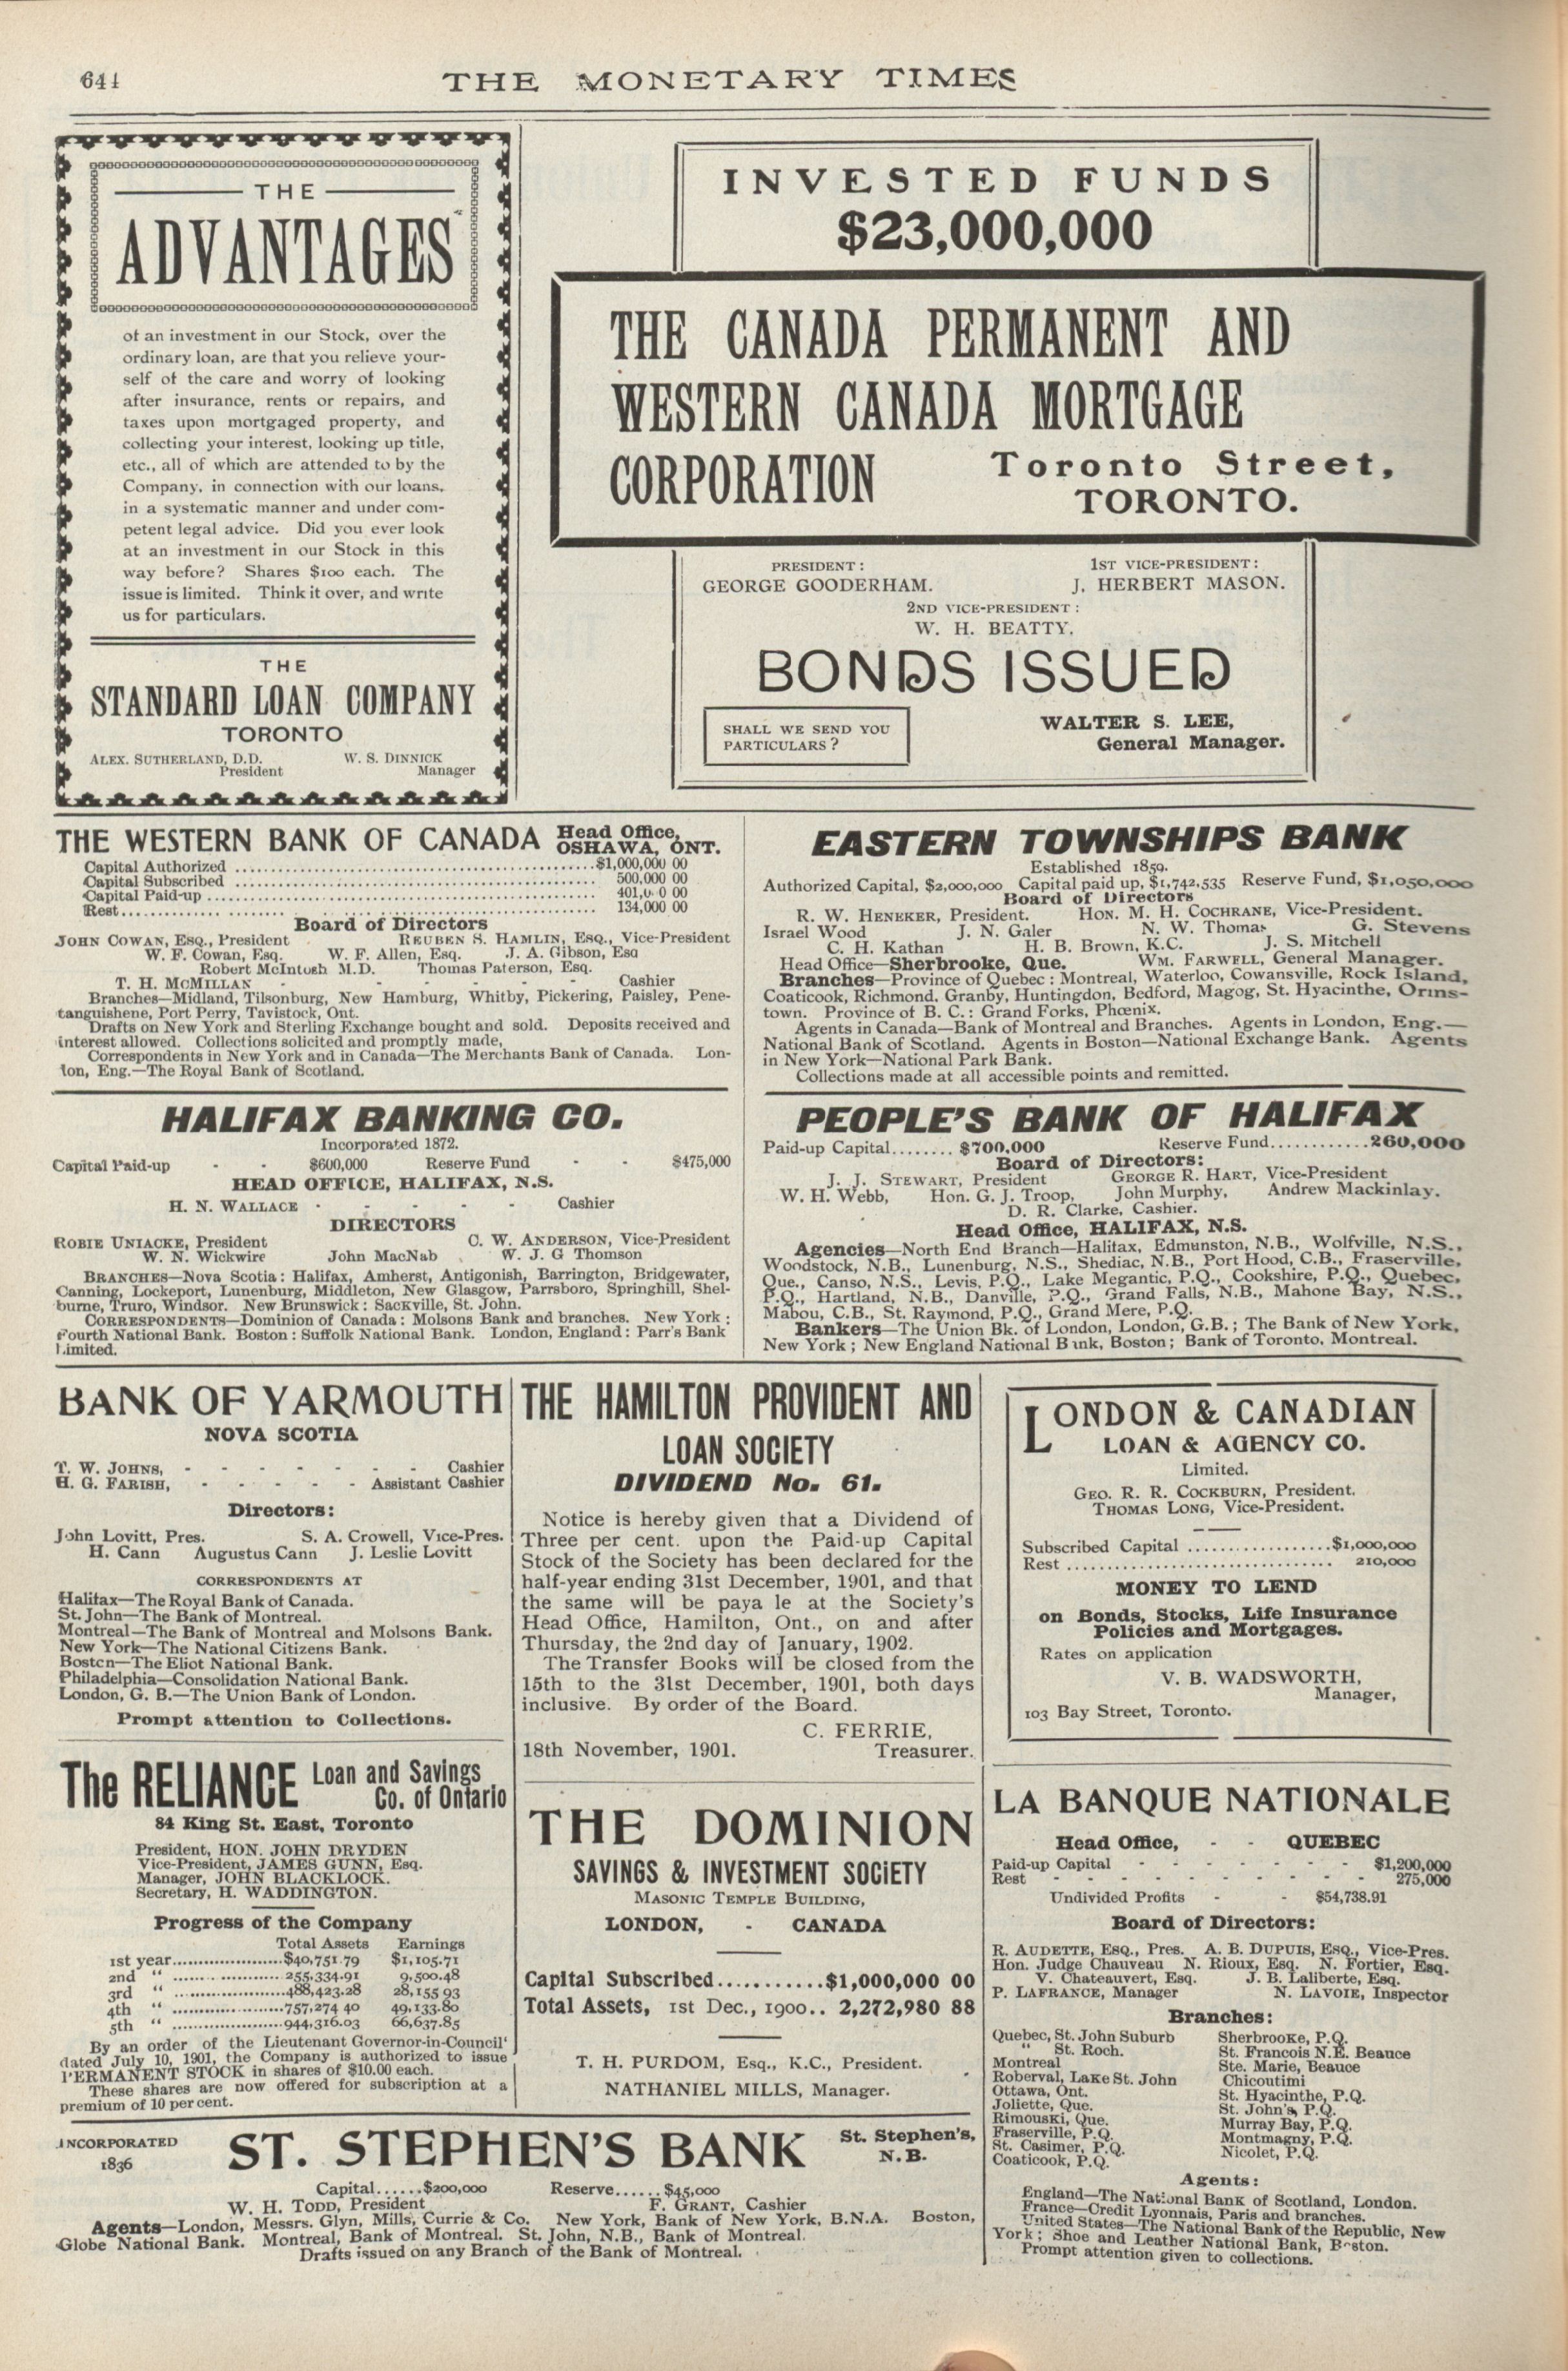 644
THE MONETARY TIMES
THE
ADVANTAGES
of an investment in our Stock, over the
ordinary loan, are that you relieve your-
self of the care and worry of looking
after insurance, rents or repairs, and
taxes upon mortgaged property, and
collecting your interest, looking up title,
etc., all of which are attended to by the
Company, in connection with our loans,
in a systematic manner and under com-
petent legal advice. Did you ever look
at an investment in our Stock in this
way before? Shares $100 each. The
issue is limited. Think it over, and write
us for particulars.
THE
STANDARD LOAN COMPANY
TORONTO
ALEX. SUTHERLAND, D.D. W. S. DINNICK
President Manager
INVESTED FUNDS
$23,000,000
THE CANADA PERMANENT AND
WESTERN CANADA MORTGAGE
CORPORATION Toronto Street,
TORONTO.
PRESIDENT: 1ST VICE-PRESIDENT:
GEORGE GOODERHAM. J. HERBERT MASON.
2ND VICE-PRESIDENT:
W. H. BEATTY.
BONDS ISSUED
SHALL WE SEND YOU
PARTICULARS?
WALTER S. LEE,
General Manager.
THE WESTERN BANK OF CANADA Head Office,
OSHAWA, ONT.
Capital Authorized ........ $1,000,000 00
Capital Subscribed ........ 500,000 00
Capital Paid-up ........ 0 00
Rest ........ 134,000 00
Board of Directors
JOHN COWAN, ESQ., President REUBEN S. HAMLIN, ESQ., Vice-President
W. F. Cowan, Esq. W. F. Allen, Esq. J. A. Gibson, Esq
Robert McIntosh M.D. Thomas Paterson, Esq.
T. H. McMILLAN - - - - - - Cashier
Branches—Midland, Tilsonburg, New Hamburg, Whitby, Pickering, Paisley, Pene-
tanguishene, Port Perry, Tavistock, Ont.
Drafts on New York and Sterling Exchange bought and sold. Deposits received and
interest allowed. Collections solicited and promptly made,
Correspondents in New York and in Canada—The Merchants Bank of Canada. Lon-
ton, Eng.—The Royal Bank of Scotland.
EASTERN TOWNSHIPS BANK
Established 1859.
Authorized Capital, $2,000,000 Capital paid up, $1,742,535 Reserve Fund, $1,050,000
Board of Directors
R. W. HENEKER, President. HON. M. H. COCHRANE, Vice-President.
Israel Wood J. N. Galer N. W. Thomas G. Stevens
C. H. Kathan H. B. Brown, K.C. J. S. Mitchell
Head Office—Sherbrooke, Que. WM. FARWELL, General Manager.
Branches—Province of Quebec: Montreal, Waterloo, Cowansville, Rock Island,
Coaticook, Richmond, Granby, Huntingdon, Bedford, Magog, St. Hyacinthe, Orms-
town. Province of B. C.: Grand Forks, Phœnix.
Agents in Canada—Bank of Montreal and Branches. Agents in London, Eng.—
National Bank of Scotland. Agents in Boston—National Exchange Bank. Agents
in New York—National Park Bank.
Collections made at all accessible points and remitted.
HALIFAX BANKING CO.
Incorporated 1872.
Capital Paid-up - - $600,000 Reserve Fund - - $475,000
HEAD OFFICE, HALIFAX, N.S.
H. N. WALLACE - - - - - Cashier
DIRECTORS
ROBIE UNIACKE, President C. W. ANDERSON, Vice-President
W. N. Wickwire John MacNab W. J. G Thomson
BRANCHES—Nova Scotia: Halifax, Amherst, Antigonish, Barrington, Bridgewater,
Canning, Lockeport, Lunenburg, Middleton, New Glasgow, Parrsboro, Springhill, Shel-
burne, Truro, Windsor. New Brunswick: Sackville, St. John.
CORRESPONDENTS—Dominion of Canada: Molsons Bank and branches. New York:
Fourth National Bank. Boston: Suffolk National Bank. London, England: Parr's Bank
Limited.
PEOPLE'S BANK OF HALIFAX
Paid-up Capital........ $700,000 Reserve Fund............260,000
Board of Directors:
J. J. STEWART, President GEORGE R. HART, Vice-President
W. H. Webb, Hon. G. J. Troop, John Murphy, Andrew Mackinlay.
D. R. Clarke, Cashier.
Head Office, HALIFAX, N.S.
Agencies—North End Branch—Halifax, Edmunston, N.B., Wolfville, N.S.,
Woodstock, N.B., Lunenburg, N.S., Shediac, N.B., Port Hood, C.B., Fraserville,
Que., Canso, N.S., Levis, P.Q., Lake Megantic, P.Q., Cookshire, P.Q., Quebec,
P.Q., Hartland, N.B., Danville, P.Q., Grand Falls, N.B., Mahone Bay, N.S.,
Mabou, C.B., St. Raymond, P.Q., Grand Mere, P.Q.
Bankers—The Union Bk. of London, London, G.B.; The Bank of New York,
New York; New England National Bank, Boston; Bank of Toronto, Montreal.
BANK OF YARMOUTH
NOVA SCOTIA
T. W. JOHNS, - - - - - - Cashier
H. G. FARISH, - - - - - Assistant Cashier
Directors:
John Lovitt, Pres. S. A. Crowell, Vice-Pres.
H. Cann Augustus Cann J. Leslie Lovitt
CORRESPONDENTS AT
Halifax—The Royal Bank of Canada.
St. John—The Bank of Montreal.
Montreal—The Bank of Montreal and Molsons Bank.
New York—The National Citizens Bank.
Boston—The Eliot National Bank.
Philadelphia—Consolidation National Bank.
London, G. B.—The Union Bank of London.
Prompt attention to Collections.
THE HAMILTON PROVIDENT AND
LOAN SOCIETY
DIVIDEND No. 61.
Notice is hereby given that a Dividend of
Three per cent. upon the Paid-up Capital
Stock of the Society has been declared for the
half-year ending 31st December, 1901, and that
the same will be paya le at the Society's
Head Office, Hamilton, Ont., on and after
Thursday, the 2nd day of January, 1902.
The Transfer Books will be closed from the
15th to the 31st December, 1901, both days
inclusive. By order of the Board.
C. FERRIE,
18th November, 1901. Treasurer.
LONDON & CANADIAN
LOAN & AGENCY CO.
Limited.
GEO. R. R. COCKBURN, President.
THOMAS LONG, Vice-President.
Subscribed Capital ..................$1,000,000
Rest ................................ 210,000
MONEY TO LEND
on Bonds, Stocks, Life Insurance
Policies and Mortgages.
Rates on application
V. B. WADSWORTH,
Manager,
103 Bay Street, Toronto.
The RELIANCE Loan and Savings
Co. of Ontario
84 King St. East, Toronto
President, HON. JOHN DRYDEN
Vice-President, JAMES GUNN, Esq.
Manager, JOHN BLACKLOCK.
Secretary, H. WADDINGTON.
Progress of the Company
Total Assets Earnings
1st year....................$40,751.79 $1,105.71
2nd " .................... 255,334.91 9,500.48
3rd " ....................488,423.28 28,155 93
4th " ....................757,274 40 49,133.80
5th " ....................944,316.03 66,637.85
By an order of the Lieutenant Governor-in-Council'
dated July 10, 1901, the Company is authorized to issue
PERMANENT STOCK in shares of $10.00 each.
These shares are now offered for subscription at a
premium of 10 per cent.
THE DOMINION
SAVINGS & INVESTMENT SOCIETY
MASONIC TEMPLE BUILDING,
LONDON, - CANADA
Capital Subscribed...........$1,000,000 00
Total Assets, 1st Dec., 1900.. 2,272,980 88
T. H. PURDOM, Esq., K.C., President.
NATHANIEL MILLS, Manager.
LA BANQUE NATIONALE
Head Office, - - QUEBEC
Paid-up Capital - - - - - - - $1,200,000
Rest - - - - - - - - - 275,000
Undivided Profits - - $54,738.91
Board of Directors:
R. AUDETTE, ESQ., Pres. A. B. DUPUIS, ESQ., Vice-Pres.
Hon. Judge Chauveau N. Rioux, Esq. N. Fortier, Esq.
V. Chateauvert, Esq. J. B. Laliberte, Esq.
P. LAFRANCE, Manager N. LAVOIE, Inspector
Branches:
Quebec, St. John Suburb Sherbrooke, P.Q.
" St. Roch. St. Francois N.E. Beauce
Montreal Ste. Marie, Beauce
Roberval, Lake St. John Chicoutimi
Ottawa, Ont. St. Hyacinthe, P.Q.
Joliette, Que. St. John's, P.Q.
Rimouski, Que. Murray Bay, P.Q.
Fraserville, P.Q. Montmagny, P.Q.
St. Casimer, P.Q. Nicolet, P.Q.
Coaticook, P.Q.
Agents:
England—The National Bank of Scotland, London.
France—Credit Lyonnais, Paris and branches.
United States—The National Bank of the Republic, New
York; Shoe and Leather National Bank, Boston.
Prompt attention given to collections.
INCORPORATED
1836
ST. STEPHEN'S BANK St. Stephen's,
N.B.
Capital......$200,000 Reserve...... $45,000
W. H. TODD, President F. GRANT, Cashier
Agents—London, Messrs. Glyn, Mills, Currie & Co. New York, Bank of New York, B.N.A. Boston,
Globe National Bank. Montreal, Bank of Montreal. St. John, N.B., Bank of Montreal.
Drafts issued on any Branch of the Bank of Montreal.